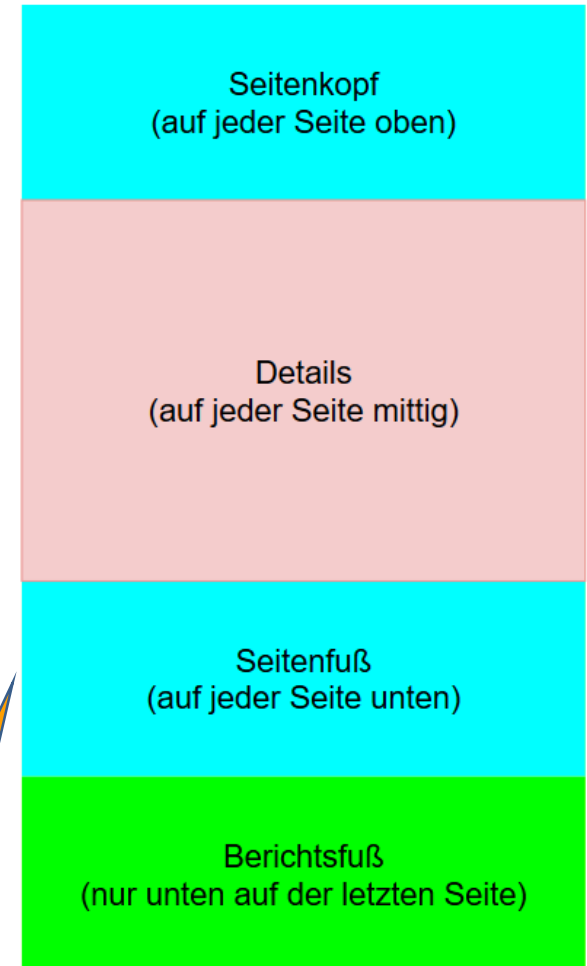 Seitenkopf
(auf jeder Seite oben)
Details
(auf jeder Seite mittig)
Seitenfuß
(auf jeder Seite unten)
Berichtsfuß
(nur unten auf der letzten Seite)